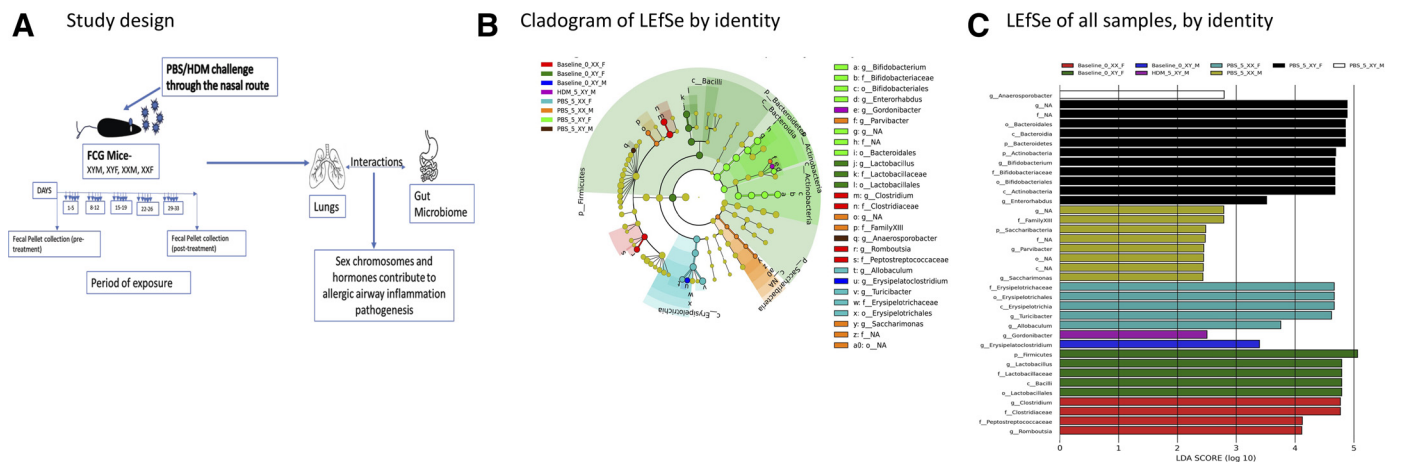 A
Study design
PBS/HDM challenge
through the nasal route
FCG Mice-
XYM, XYF, XXM, XXF
DAYS
1-5
8-12
15-19
22-26
29-33
Fecal Pellet collection (pre-
treatment)
Fecal Pellet collection
(post-treatment)
Period of exposure
Lungs
Interactions
Gut
Microbiome
Sex chromosomes and
hormones contribute to
allergic airway inflammation
pathogenesis
B
Cladogram of LEfSe by identity
Baseline_0_XX_F
Baseline_0_XY_F
Baseline_0_XY_M
HDM_5_XY_M
PBS_5_XX_F
PBS_5_XX_M
PBS_5_XY_F
PBS_5_XY_M
c__Bacilli
p__Bacteroidetes
c__Bacteroidia
p__Actinobacteria
c__Actinobacteria
p__Saccharibacteria
c__NA
c__Erysipelotrichia
p__Firmicutes
a: g__Bifidobacterium
b: f__Bifidobacteriaceae
c: o__Bifidobacteriales
d: g__Enterorhabdus
e: g__Gordonibacter
f: g__Parvibacter
g: g__NA
h: f__NA
i: o__Bacteroidales
j: g__Lactobacillus
k: f__Lactobacillaceae
l: o__Lactobacillales
m: g__Clostridium
n: f__Clostridiaceae
o: g__NA
p: f__FamilyXIII
q: g__Anaerosporobacter
r: g__Romboutsia
s: f__Peptostreptococcaceae
t: g__Allobaculum
u: g__Erysipelatoclostridium
v: g__Turicibacter
w: f__Erysipelotrichaceae
x: o__Erysipelotrichales
y: g__Saccharimonas
z: f__NA
a0: o__NA
C
LEfSe of all samples, by identity
Baseline_0_XX_F
Baseline_0_XY_M
PBS_5_XX_F
PBS_5_XY_F
PBS_5_XY_M
Baseline_0_XY_F
HDM_5_XY_M
PBS_5_XX_M
g__Anaerosporobacter
g__NA
f__NA
o__Bacteroidales
c__Bacteroidia
p__Bacteroidetes
p__Actinobacteria
g__Bifidobacterium
f__Bifidobacteriaceae
o__Bifidobacteriales
c__Actinobacteria
g__Enterorhabdus
g__NA
f__FamilyXIII
p__Saccharibacteria
f__NA
g__Parvibacter
o__NA
c__NA
g__Saccharimonas
f__Erysipelotrichaceae
o__Erysipelotrichales
c__Erysipelotrichia
g__Turicibacter
g__Allobaculum
g__Gordonibacter
g__Erysipelatoclostridium
p__Firmicutes
g__Lactobacillus
f__Lactobacillaceae
c__Bacilli
o__Lactobacillales
g__Clostridium
f__Clostridiaceae
f__Peptostreptococcaceae
g__Romboutsia
0 1 2 3 4 5
LDA SCORE (log 10)